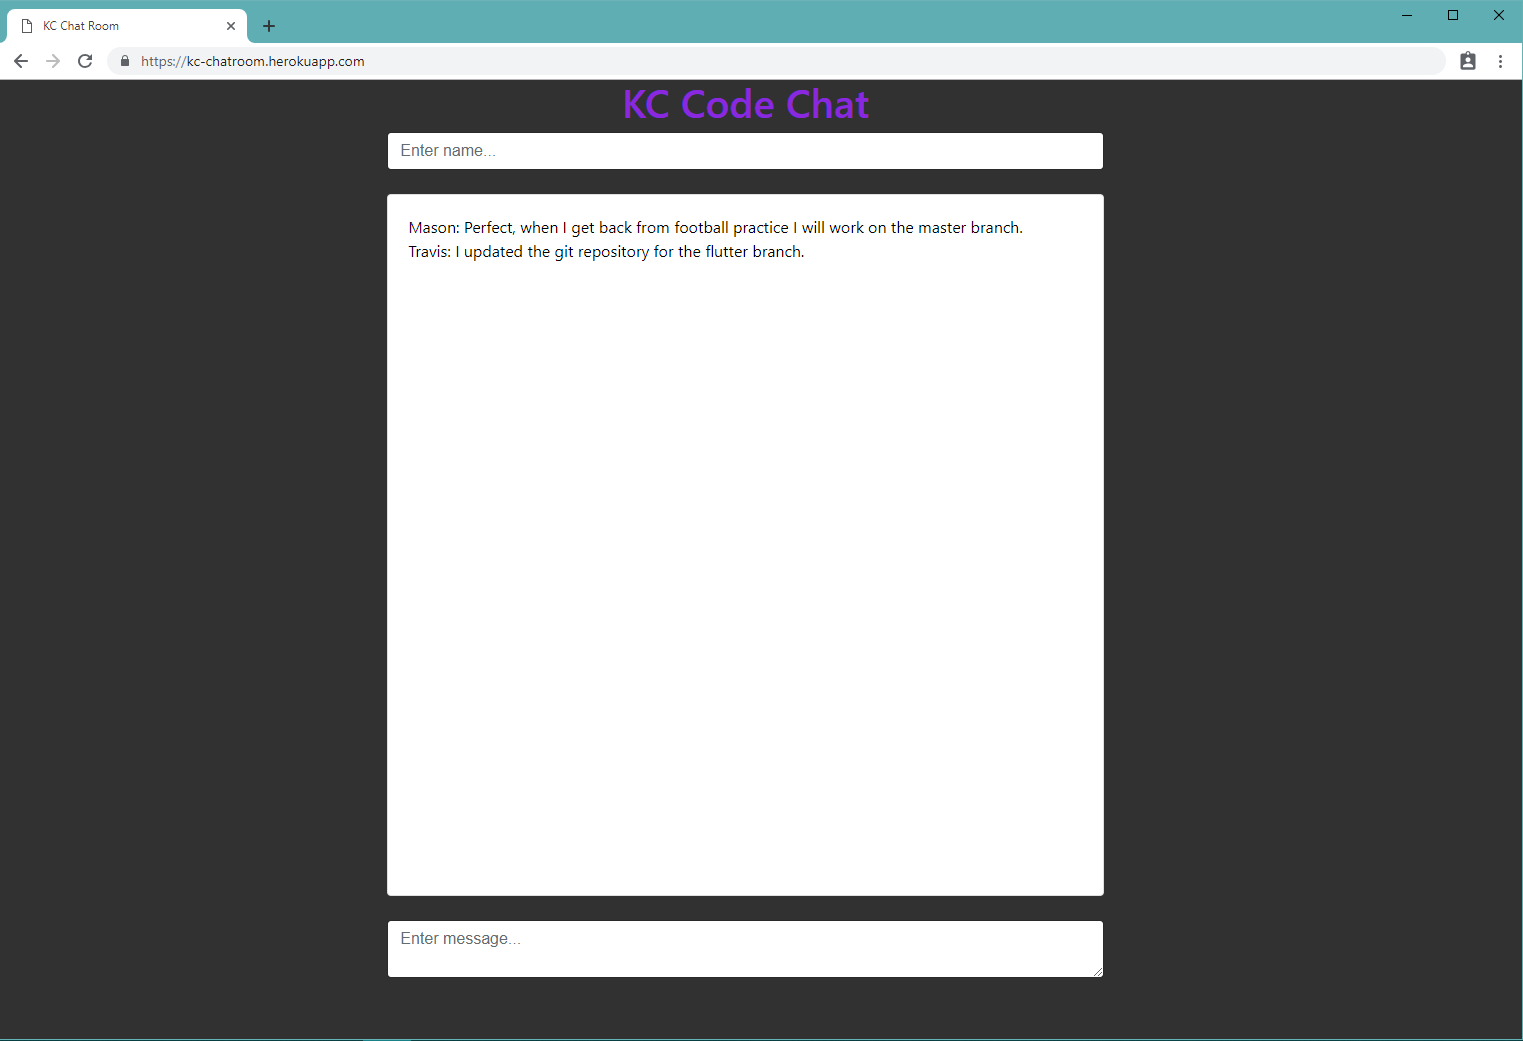 KC Chat Room
https://kc-chatroom.herokuapp.com
KC Code Chat
Enter name...
Mason: Perfect, when I get back from football practice I will work on the master branch.
Travis: I updated the git repository for the flutter branch.
Enter message...